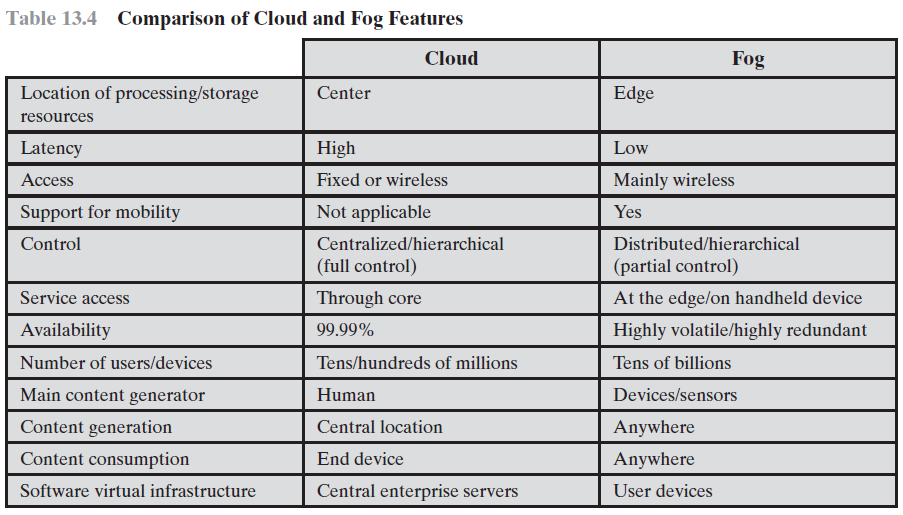 Table 13.4 Comparison of Cloud and Fog Features
Cloud Fog
Location of processing/storage Center Edge
resources
Latency High Low
Access Fixed or wireless Mainly wireless
Support for mobility Not applicable Yes
Control Centralized/hierarchical Distributed/hierarchical
(full control) (partial control)
Service access Through core At the edge/on handheld device
Availability 99.99% Highly volatile/highly redundant
Number of users/devices Tens/hundreds of millions Tens of billions
Main content generator Human Devices/sensors
Content generation Central location Anywhere
Content consumption End device Anywhere
Software virtual infrastructure Central enterprise servers User devices